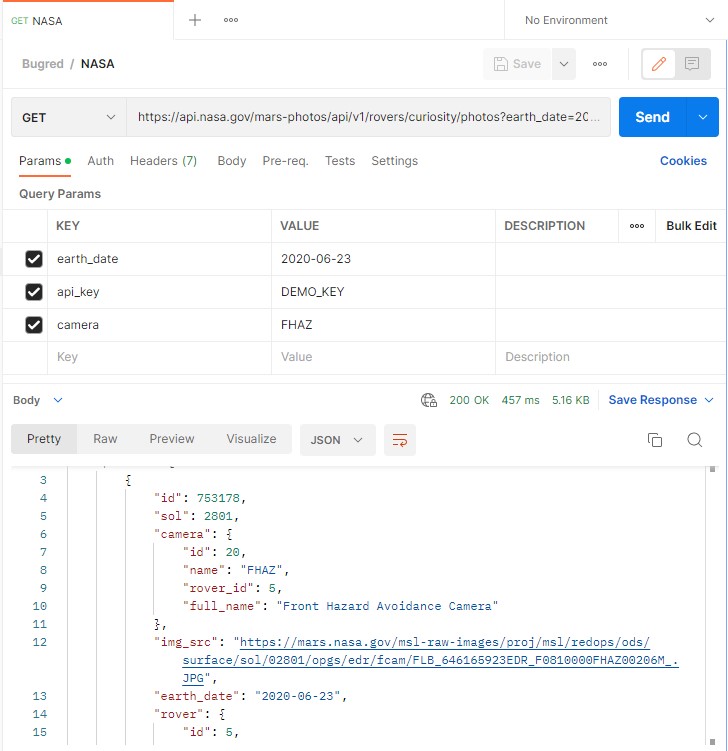 GET NASA
No Environment
Bugred / NASA
Save
GET
https://api.nasa.gov/mars-photos/api/v1/rovers/curiosity/photos?earth_date=20...
Send
Params Auth Headers (7) Body Pre-req. Tests Settings Cookies
Query Params
KEY VALUE DESCRIPTION Bulk Edit
earth_date 2020-06-23
api_key DEMO_KEY
camera FHAZ
Key Value Description
Body 200 OK 457 ms 5.16 KB Save Response
Pretty Raw Preview Visualize JSON
3 {
4 "id": 753178,
5 "sol": 2801,
6 "camera": {
7 "id": 20,
8 "name": "FHAZ",
9 "rover_id": 5,
10 "full_name": "Front Hazard Avoidance Camera"
11 },
12 "img_src": "https://mars.nasa.gov/msl-raw-images/proj/msl/redops/ods/
surface/sol/02801/opgs/edr/fcam/FLB_646165923EDR_F0810000FHAZ00206M_.
JPG",
13 "earth_date": "2020-06-23",
14 "rover": {
15 "id": 5,